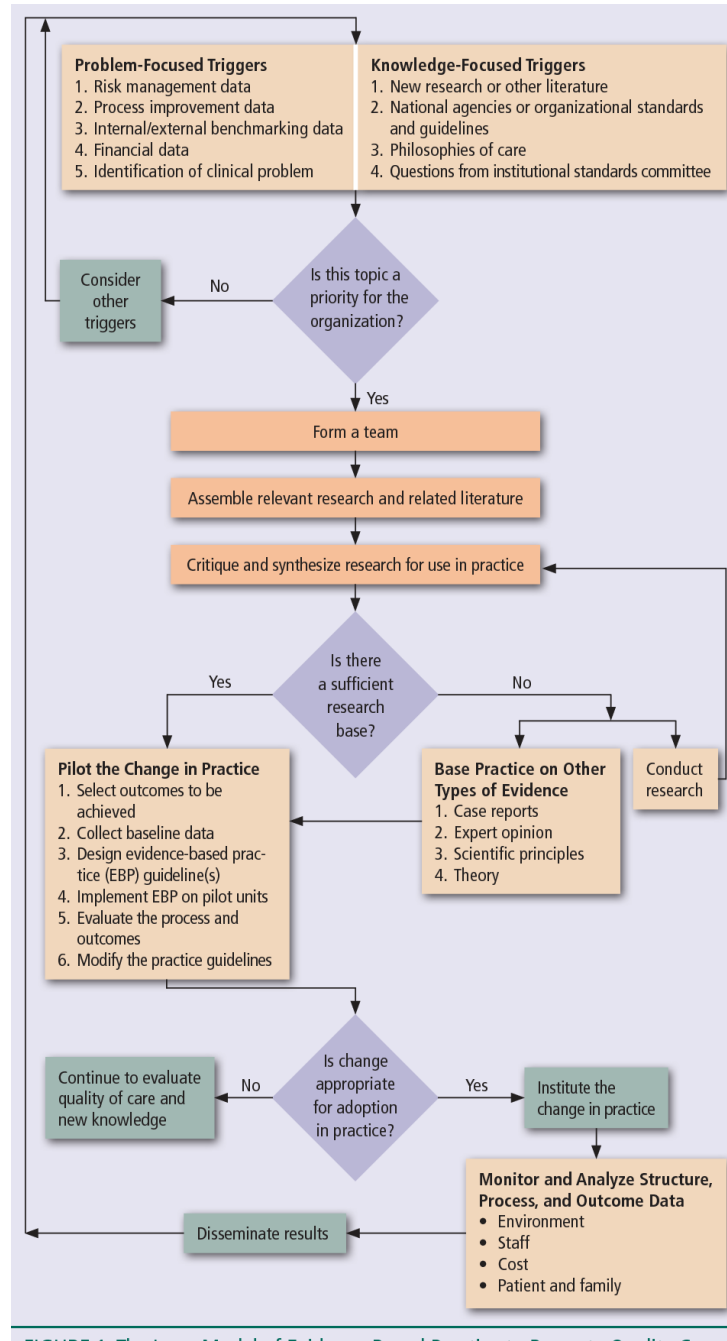 Problem-Focused Triggers
1. Risk management data
2. Process improvement data
3. Internal/external benchmarking data
4. Financial data
5. Identification of clinical problem
Knowledge-Focused Triggers
1. New research or other literature
2. National agencies or organizational standards
and guidelines
3. Philosophies of care
4. Questions from institutional standards committee
Is this topic a
priority for the
organization?
No
Consider
other
triggers
Yes
Form a team
Assemble relevant research and related literature
Critique and synthesize research for use in practice
Is there
a sufficient
research
base?
Yes
No
Pilot the Change in Practice
1. Select outcomes to be
achieved
2. Collect baseline data
3. Design evidence-based prac-
tice (EBP) guideline(s)
4. Implement EBP on pilot units
5. Evaluate the process and
outcomes
6. Modify the practice guidelines
Base Practice on Other
Types of Evidence
1. Case reports
2. Expert opinion
3. Scientific principles
4. Theory
Conduct
research
Is change
appropriate
for adoption
in practice?
No
Continue to evaluate
quality of care and
new knowledge
Yes
Institute the
change in practice
Monitor and Analyze Structure,
Process, and Outcome Data
• Environment
• Staff
• Cost
• Patient and family
Disseminate results